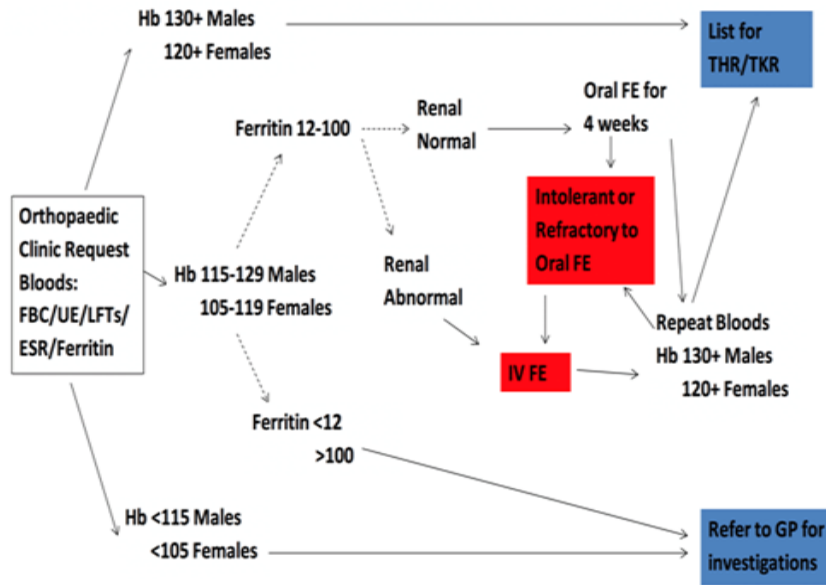 Hb 130+ Males
120+ Females
List for
THR/TKR
Ferritin 12-100
Renal
Normal
Oral FE for
4 weeks
Orthopaedic
Clinic Request
Bloods:
FBC/UE/LFTs/
ESR/Ferritin
Hb 115-129 Males
105-119 Females
Intolerant or
Refractory to
Oral FE
Renal
Abnormal
IV FE
Repeat Bloods
Hb 130+ Males
120+ Females
Ferritin <12
>100
Hb <115 Males
<105 Females
Refer to GP for
investigations